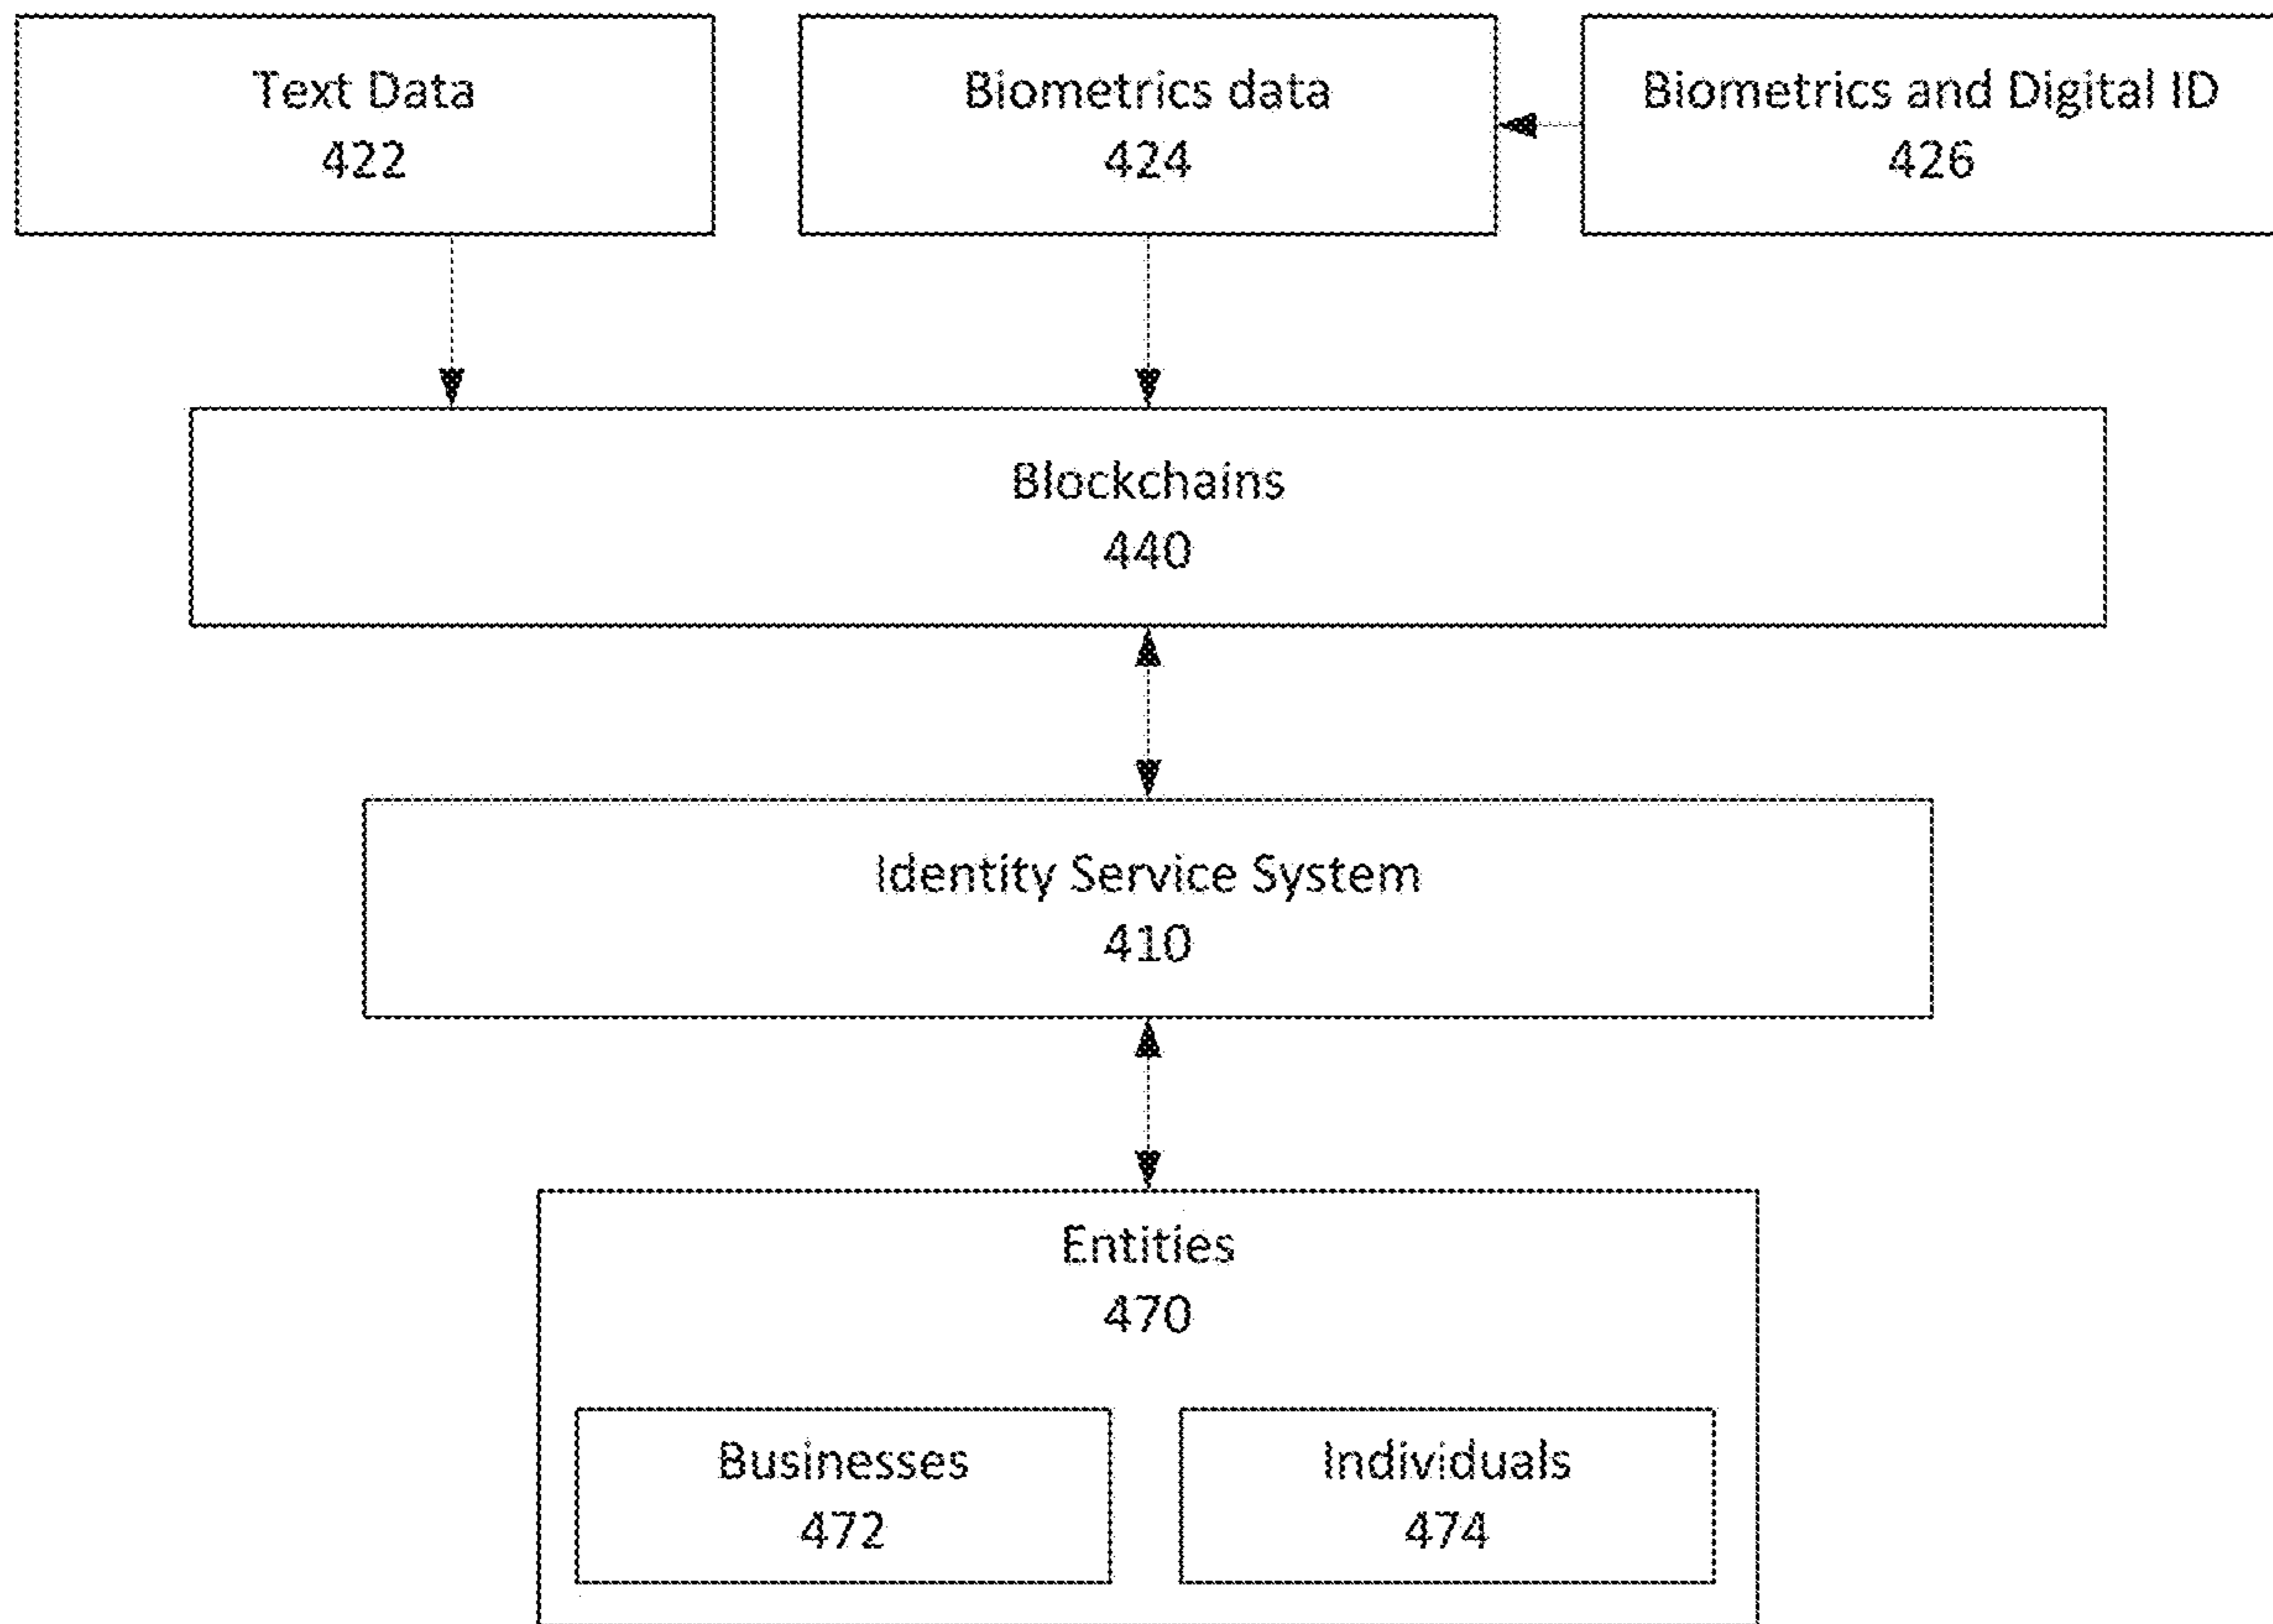 Text Data
422
Biometrics data
424
Biometrics and Digital ID
426
Blockchains
440
Identity Service System
410
Entities
470
Businesses
472
Individuals
474